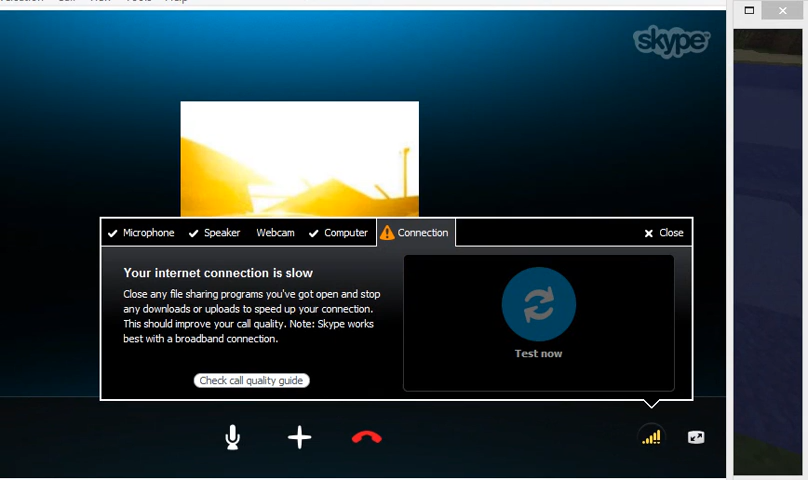 skype
Microphone Speaker Webcam Computer Connection Close
Your internet connection is slow
Close any file sharing programs you've got open and stop
any downloads or uploads to speed up your connection.
This should improve your call quality. Note: Skype works
best with a broadband connection.
Test now
Check call quality guide